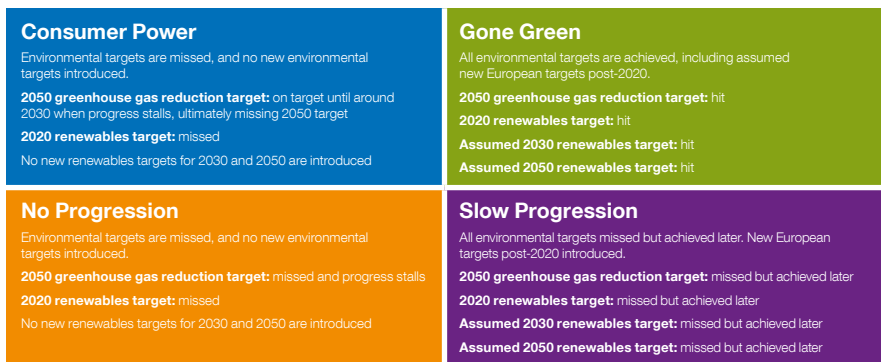 Consumer Power
Environmental targets are missed, and no new environmental
targets introduced.
2050 greenhouse gas reduction target: on target until around
2030 when progress stalls, ultimately missing 2050 target
2020 renewables target: missed
No new renewables targets for 2030 and 2050 are introduced
Gone Green
All environmental targets are achieved, including assumed
new European targets post-2020.
2050 greenhouse gas reduction target: hit
2020 renewables target: hit
Assumed 2030 renewables target: hit
Assumed 2050 renewables target: hit
No Progression
Environmental targets are missed, and no new environmental
targets introduced.
2050 greenhouse gas reduction target: missed and progress stalls
2020 renewables target: missed
No new renewables targets for 2030 and 2050 are introduced
Slow Progression
All environmental targets missed but achieved later. New European
targets post-2020 introduced.
2050 greenhouse gas reduction target: missed but achieved later
2020 renewables target: missed but achieved later
Assumed 2030 renewables target: missed but achieved later
Assumed 2050 renewables target: missed but achieved later